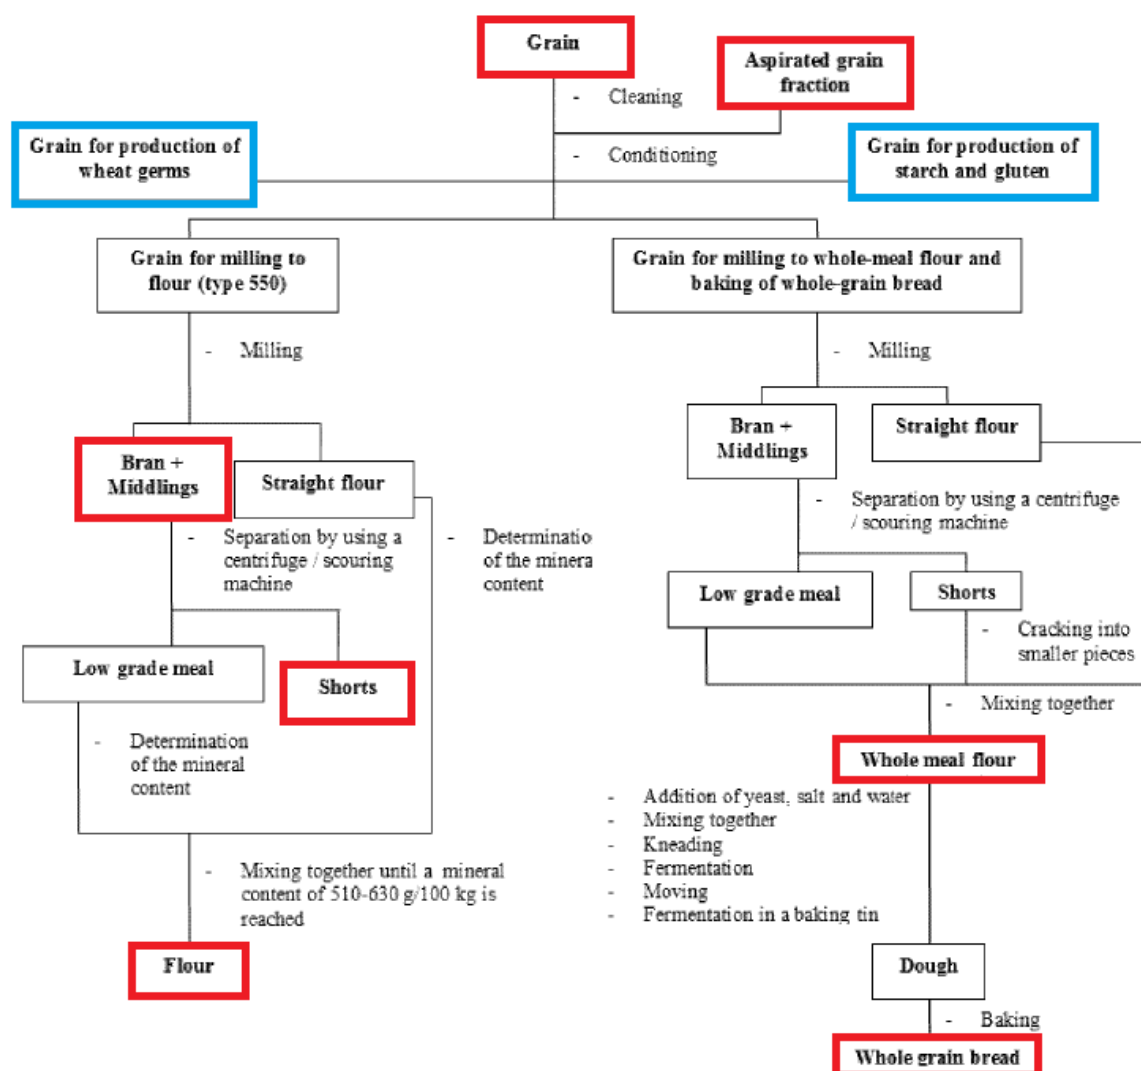 Grain
Aspirated grain
fraction
- Cleaning
Grain for production of
wheat germs
- Conditioning
Grain for production of
starch and gluten
Grain for milling to
flour (type 550)
Grain for milling to whole-meal flour and
baking of whole-grain bread
- Milling
- Milling
Bran +
Middlings
Straight flour
Bran +
Middlings
Straight flour
- Separation by using a
centrifuge / scouring
machine
- Determinatio
of the minera
content
- Separation by using a centrifuge
/ scouring machine
Low grade meal
Shorts
Low grade meal
Shorts
- Cracking into
smaller pieces
- Mixing together
- Determination
of the mineral
content
Whole meal flour
- Addition of yeast, salt and water
- Mixing together
- Kneading
- Fermentation
- Moving
- Fermentation in a baking tin
- Mixing together until a mineral
content of 510-630 g/100 kg is
reached
Flour
Dough
- Baking
Whole grain bread